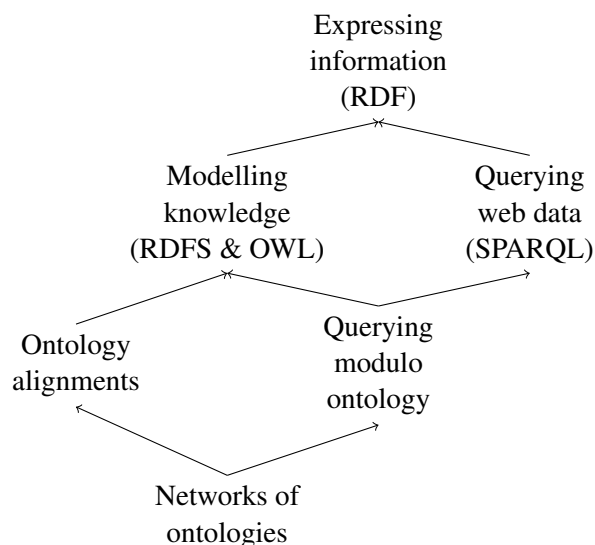 Expressing
information
(RDF)
Modelling
knowledge
(RDFS & OWL)
Querying
web data
(SPARQL)
Ontology
alignments
Querying
modulo
ontology
Networks of
ontologies